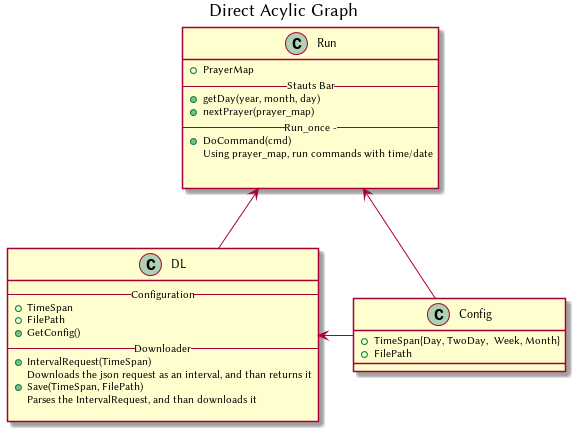 Direct Acylic Graph
C Run
PrayerMap
Stauts Bar
getDay(year, month, day)
nextPrayer(prayer_map)
Run_once -
DoCommand(cmd)
Using prayer_map, run commands with time/date
C DL
Configuration
TimeSpan
FilePath
GetConfig()
Downloader
IntervalRequest(TimeSpan)
Downloads the json request as an interval, and than returns it
Save(TimeSpan, FilePath)
Parses the IntervalRequest, and than downloads it
C Config
TimeSpan{Day, TwoDay, Week, Month}
FilePath